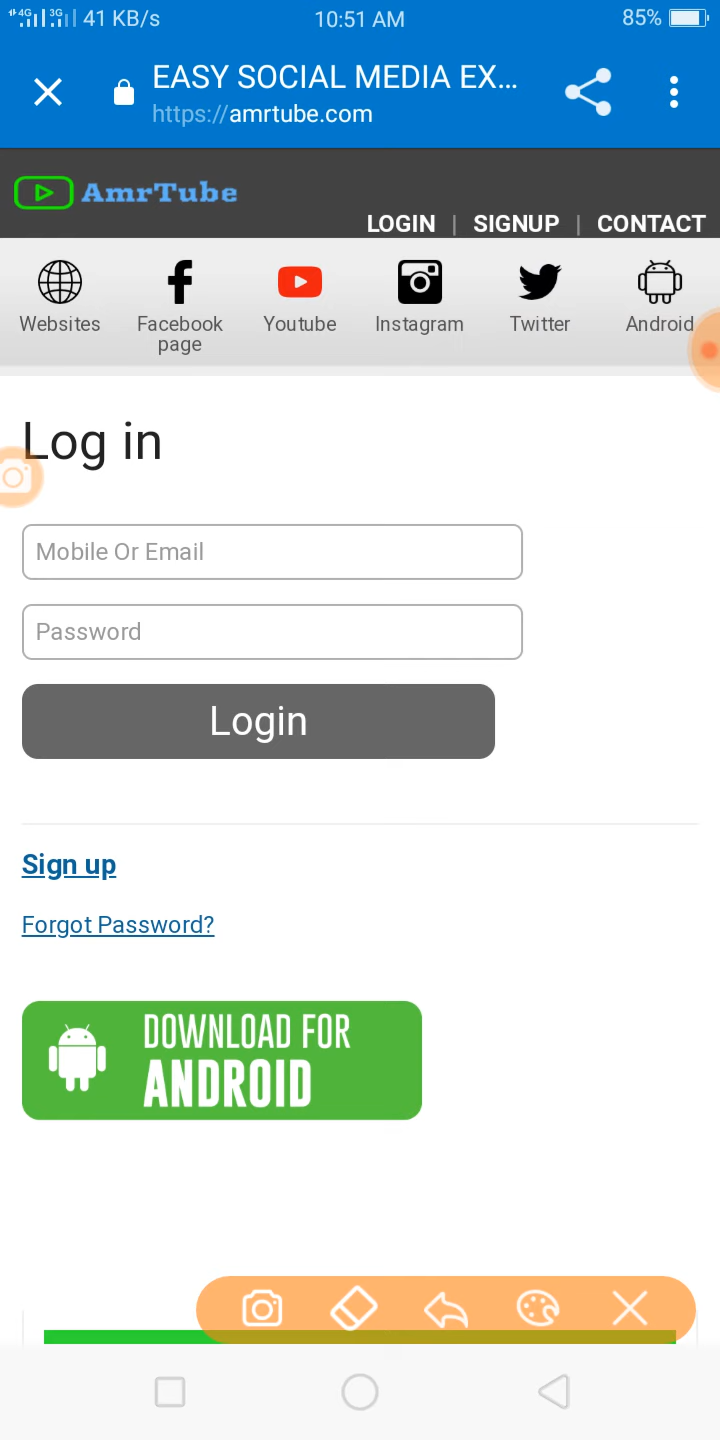 4G 3G 41 KB/s 10:51 AM 85%
EASY SOCIAL MEDIA EX...
https://amrtube.com
AmrTube
LOGIN | SIGNUP | CONTACT
Websites Facebook page Youtube Instagram Twitter Android
Log in
Mobile Or Email
Password
Login
Sign up
Forgot Password?
DOWNLOAD FOR
ANDROID